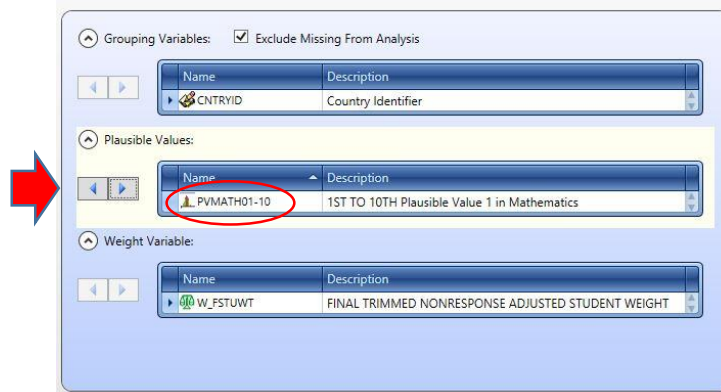 Grouping Variables: Exclude Missing From Analysis
Name Description
CNTRYID Country Identifier
Plausible Values:
Name Description
PVMATH01-10 1ST TO 10TH Plausible Value 1 in Mathematics
Weight Variable:
Name Description
W_FSTUWT FINAL TRIMMED NONRESPONSE ADJUSTED STUDENT WEIGHT